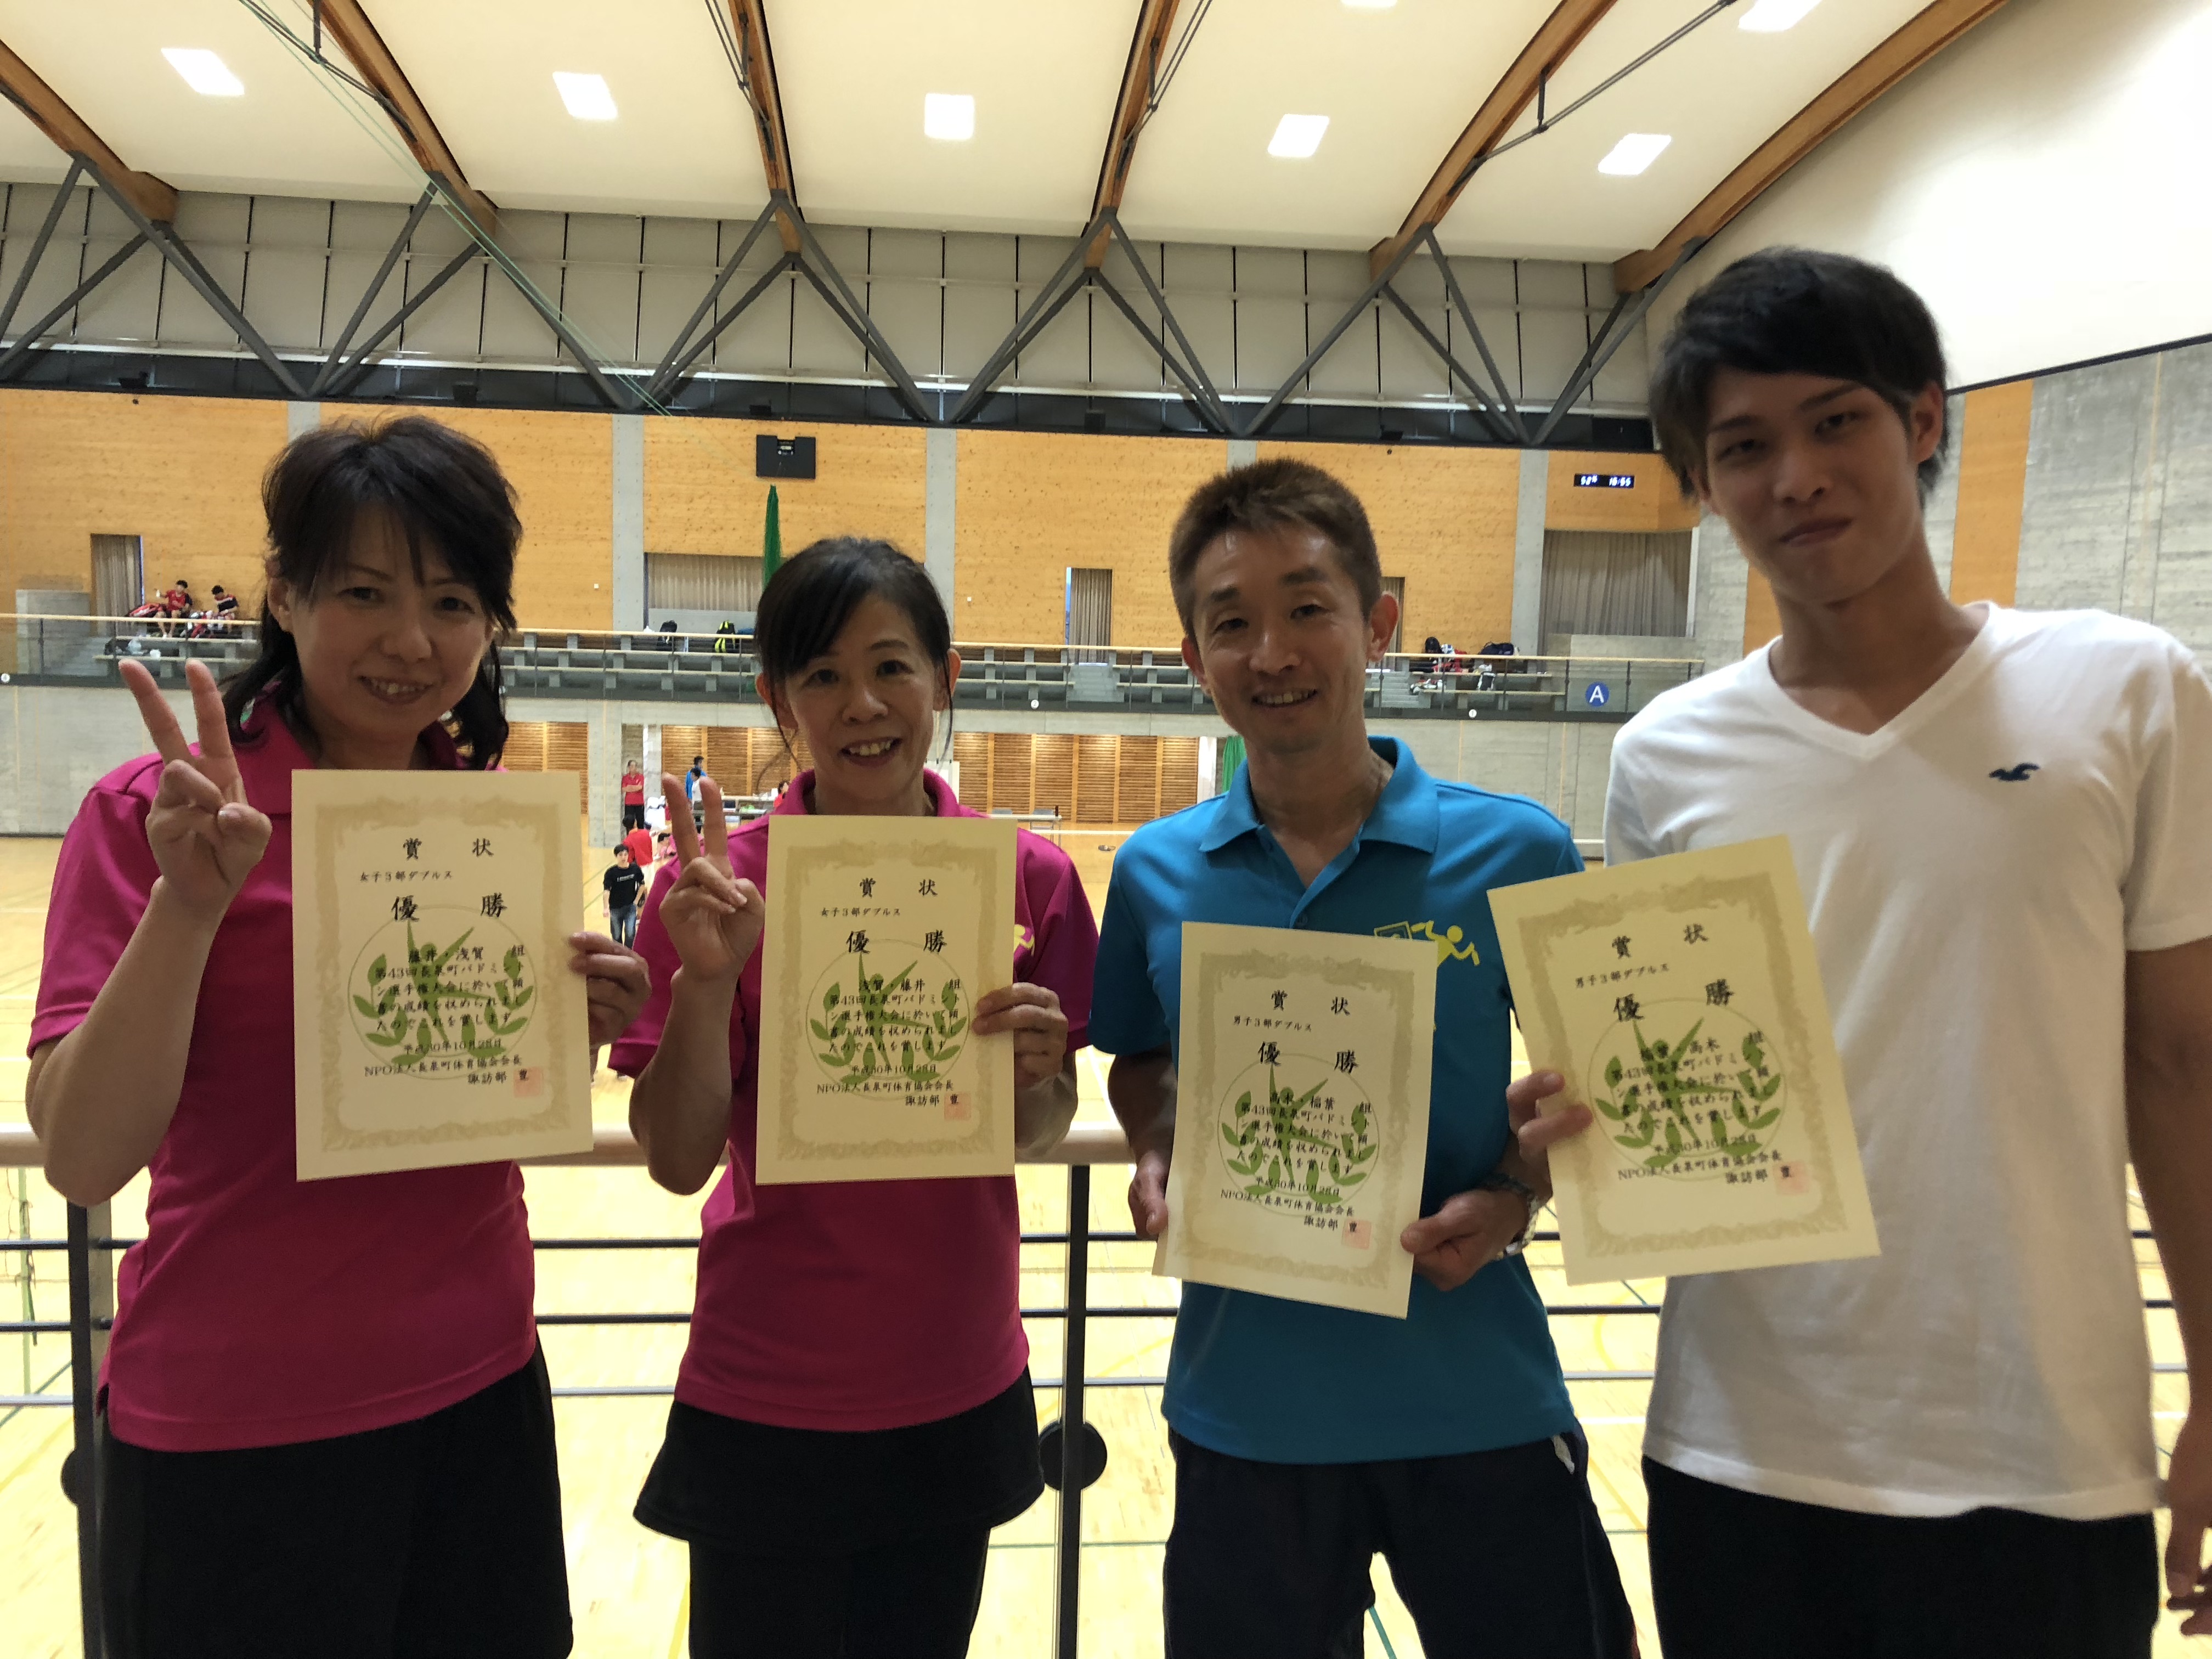 賞 状
女子3部ダブルス
優 勝
藤井・浅賀 組
第43回長泉町バドミント
ン選手権大会に於いて頭
書の成績を収められまし
たのでこれを賞します
平成30年10月28日
NPO法人長泉町体育協会会長
諏訪部 豊
賞 状
女子3部ダブルス
優 勝
浅賀・藤井 組
第43回長泉町バドミント
ン選手権大会に於いて頭
書の成績を収められまし
たのでこれを賞します
平成30年10月28日
NPO法人長泉町体育協会会長
諏訪部 豊
賞 状
男子3部ダブルス
優 勝
高木・稲葉 組
第43回長泉町バドミント
ン選手権大会に於いて頭
書の成績を収められまし
たのでこれを賞します
平成30年10月28日
NPO法人長泉町体育協会会長
諏訪部 豊
賞 状
男子3部ダブルス
優 勝
稲葉・高木 組
第43回長泉町バドミント
ン選手権大会に於いて頭
書の成績を収められまし
たのでこれを賞します
平成30年10月28日
NPO法人長泉町体育協会会長
諏訪部 豊
A
16:55